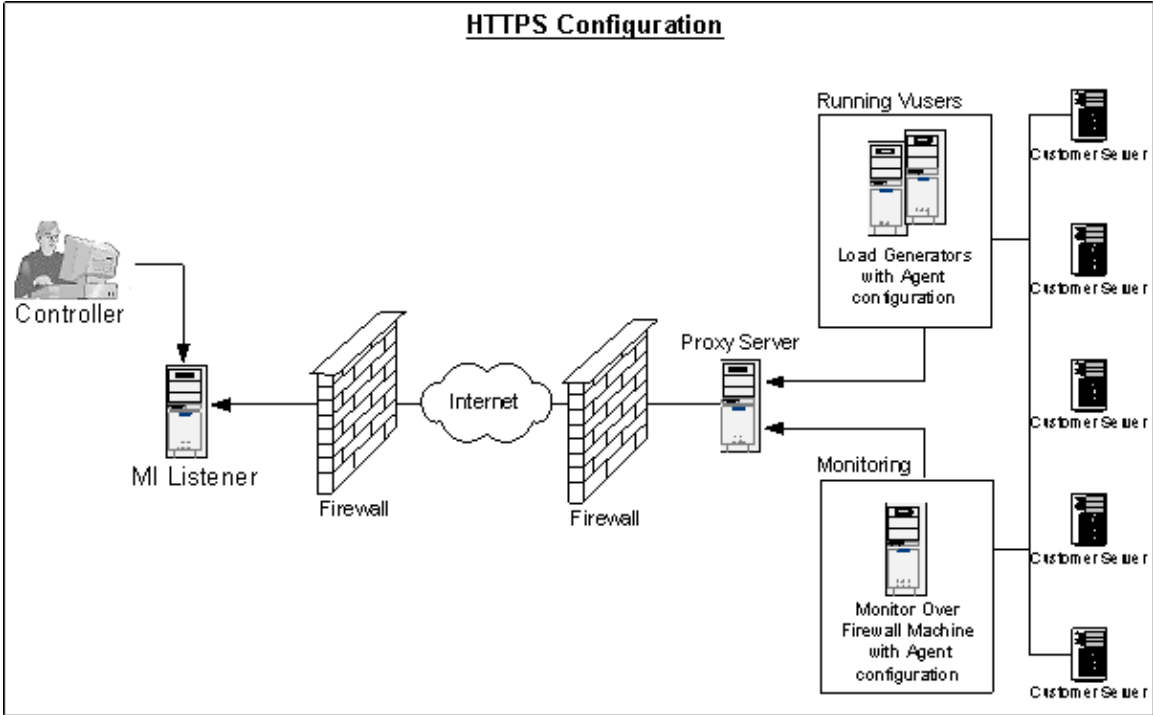 HTTPS Configuration
Running Vusers
Customer Server
Load Generators
with Agent
configuration
Customer Server
Controller
Proxy Server
Internet
Customer Server
MI Listener
Firewall
Firewall
Monitoring
Customer Server
Monitor Over
Firewall Machine
with Agent
configuration
Customer Server